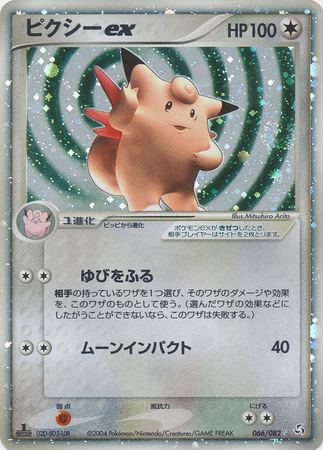 ピクシーex HP100
1進化 ピッピから進化
ポケモンexがきぜつしたとき、
相手プレイヤーはサイドを2枚とります。
Illus.Mitsuhiro Arita
ゆびをふる
相手の持っているワザを1つ選び、そのワザのダメージや効果
を、このワザのものとして使う。（選んだワザの効果などに
したがうことができないなら、このワザは失敗する。）
ムーンインパクト 40
弱点 抵抗力 にげる
1 020-BD3-L08 ©2004 Pokémon/Nintendo/Creatures/GAME FREAK 066/082